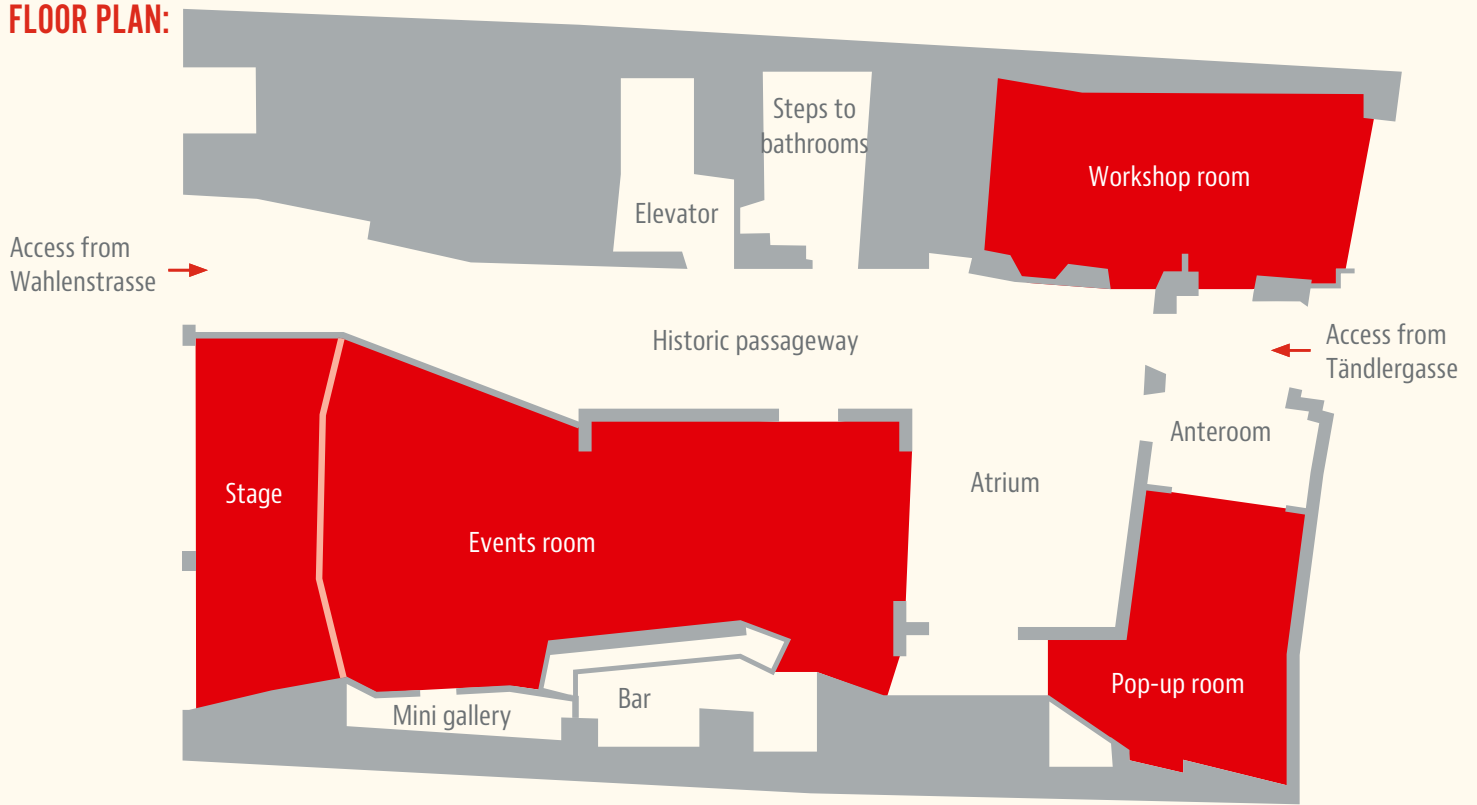 FLOOR PLAN:
Steps to
bathrooms
Workshop room
Elevator
Access from
Wahlenstrasse
Historic passageway
Access from
Tändlergasse
Anteroom
Atrium
Stage
Events room
Pop-up room
Bar
Mini gallery